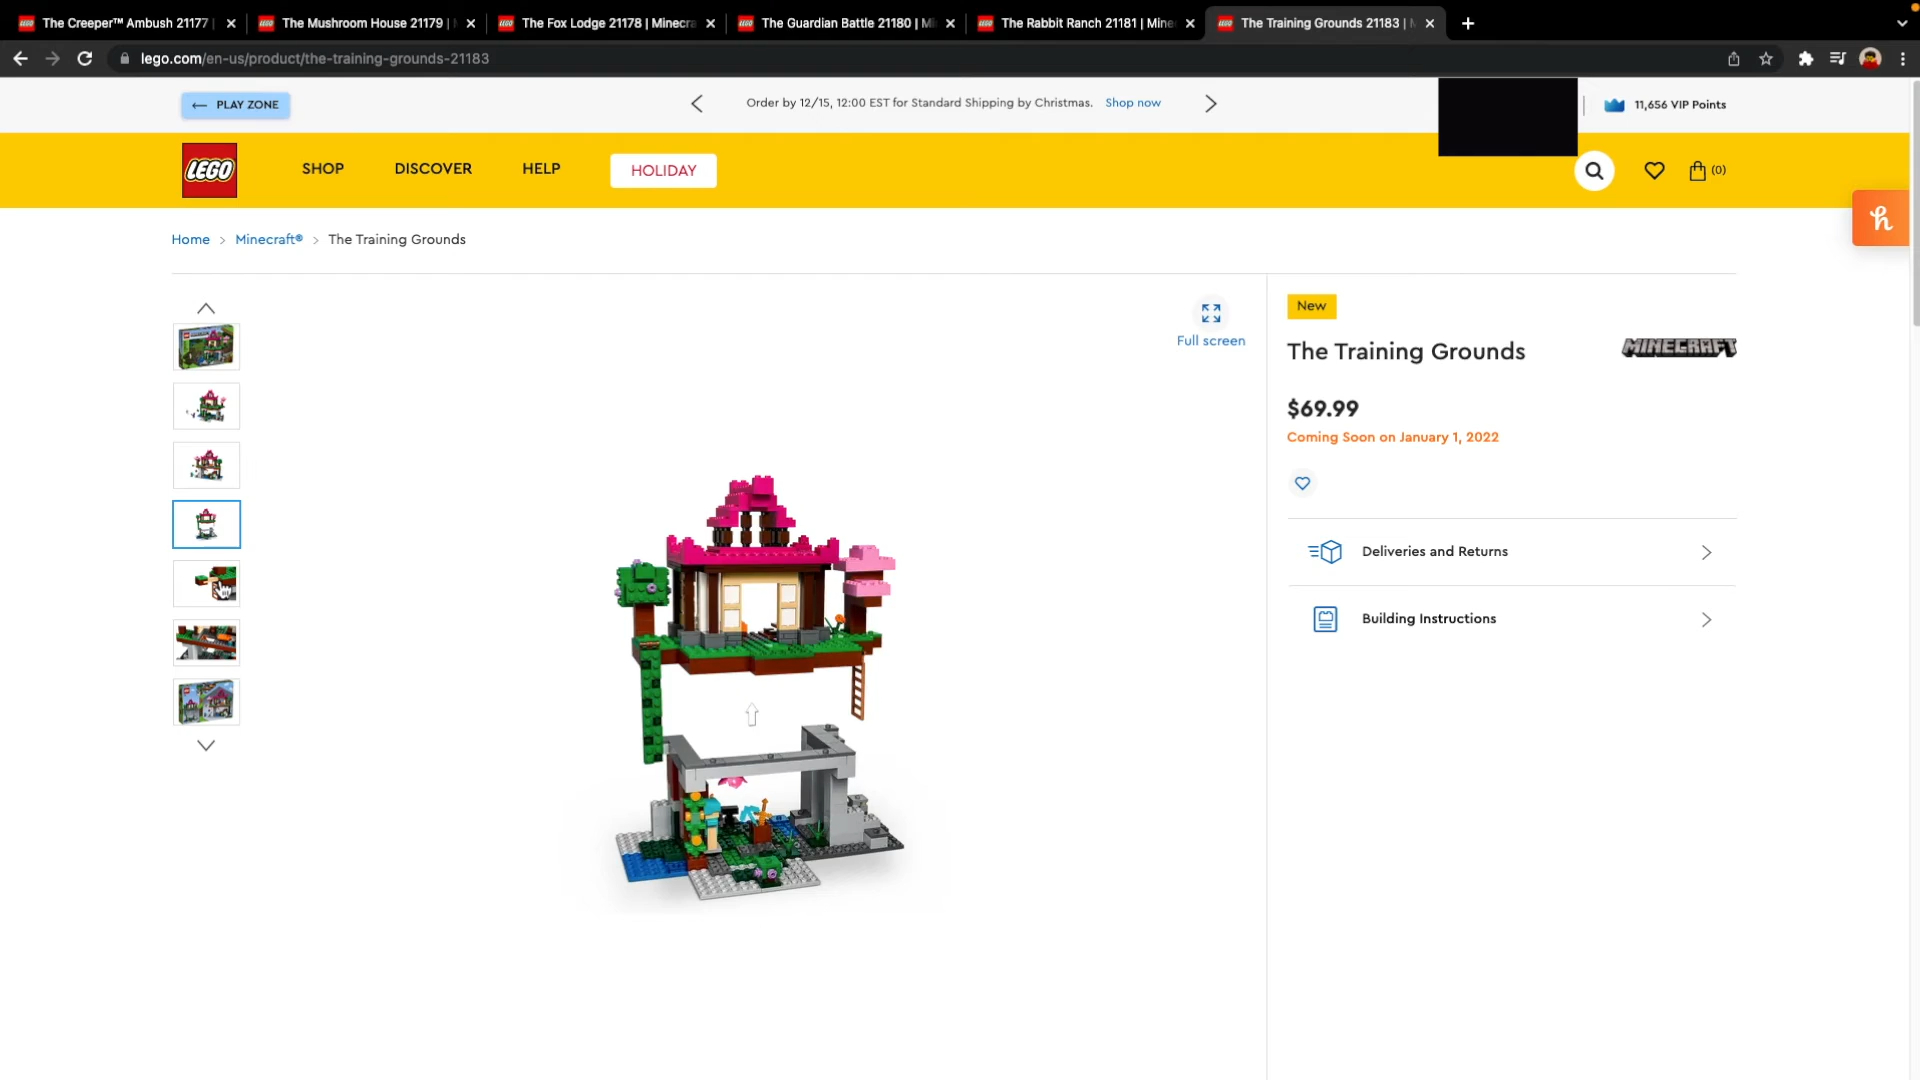 The Creeper™ Ambush 21177 |
The Mushroom House 21179 |
The Fox Lodge 21178 | Minecra
The Guardian Battle 21180 | Mi
The Rabbit Ranch 21181 | Mine
The Training Grounds 21183 |
lego.com/en-us/product/the-training-grounds-21183
PLAY ZONE
Order by 12/15, 12:00 EST for Standard Shipping by Christmas. Shop now
11,656 VIP Points
LEGO
SHOP
DISCOVER
HELP
HOLIDAY
(0)
Home > Minecraft® > The Training Grounds
Full screen
New
The Training Grounds
MINECRAFT
$69.99
Coming Soon on January 1, 2022
Deliveries and Returns
Building Instructions